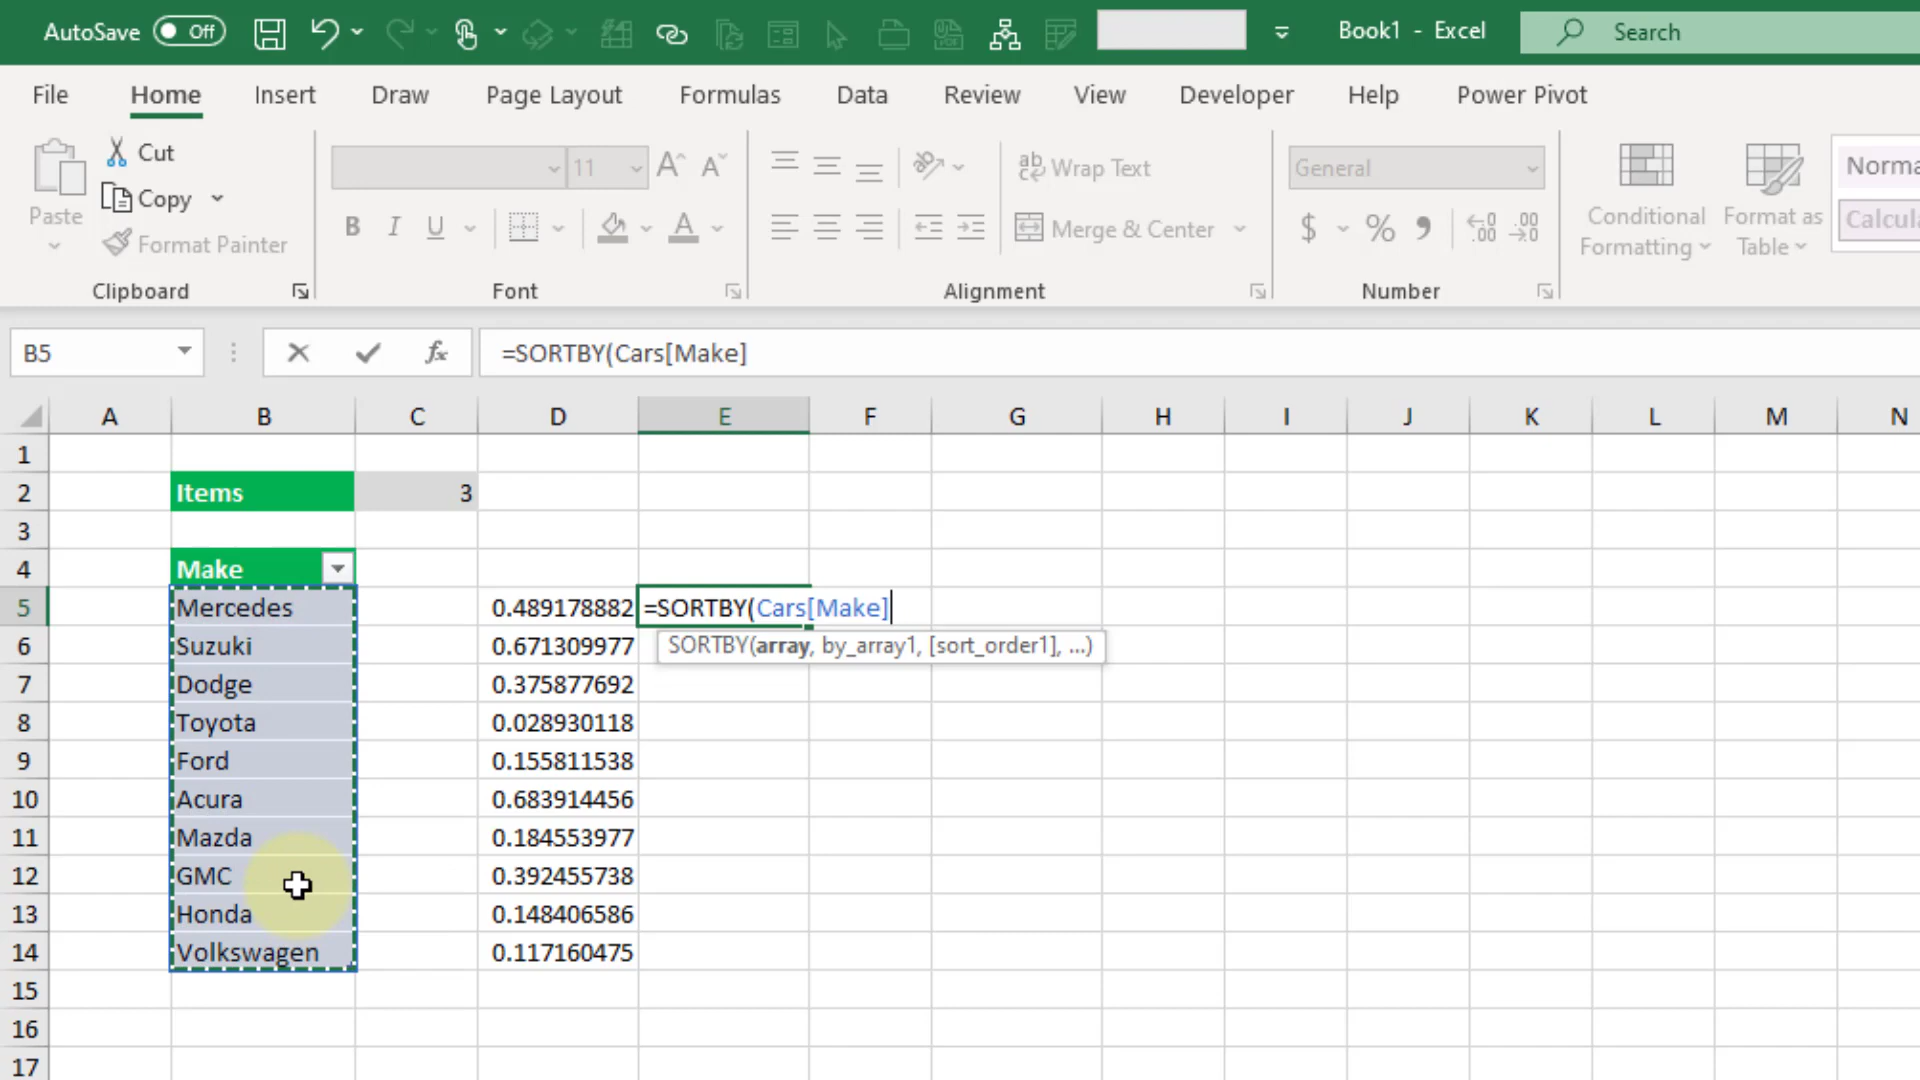 AutoSave Off Book1 - Excel Search
File Home Insert Draw Page Layout Formulas Data Review View Developer Help Power Pivot
Paste
Cut
Copy
Format Painter
Clipboard
11
A A
B I U A
Font
ab
c
Wrap Text
Merge & Center
Alignment
General
$ % , .00 .00
Number
Conditional
Formatting
Format as
Table
Norma
Calcula
B5 fx =SORTBY(Cars[Make]
A B C D E F G H I J K L M N
1
2 Items 3
3
4 Make
5 Mercedes 0.489178882 =SORTBY(Cars[Make]
6 Suzuki 0.671309977 SORTBY(array, by_array1, [sort_order1], ...)
7 Dodge 0.375877692
8 Toyota 0.028930118
9 Ford 0.155811538
10 Acura 0.683914456
11 Mazda 0.184553977
12 GMC 0.392455738
13 Honda 0.148406586
14 Volkswagen 0.117160475
15
16
17